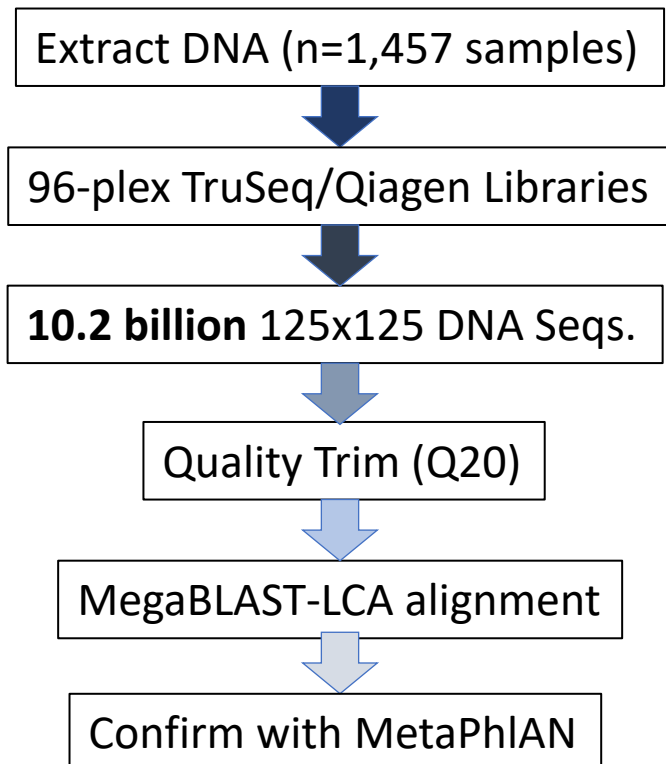 Extract DNA (n=1,457 samples)
96-plex TruSeq/Qiagen Libraries
10.2 billion 125x125 DNA Seqs.
Quality Trim (Q20)
MegaBLAST-LCA alignment
Confirm with MetaPhlAN